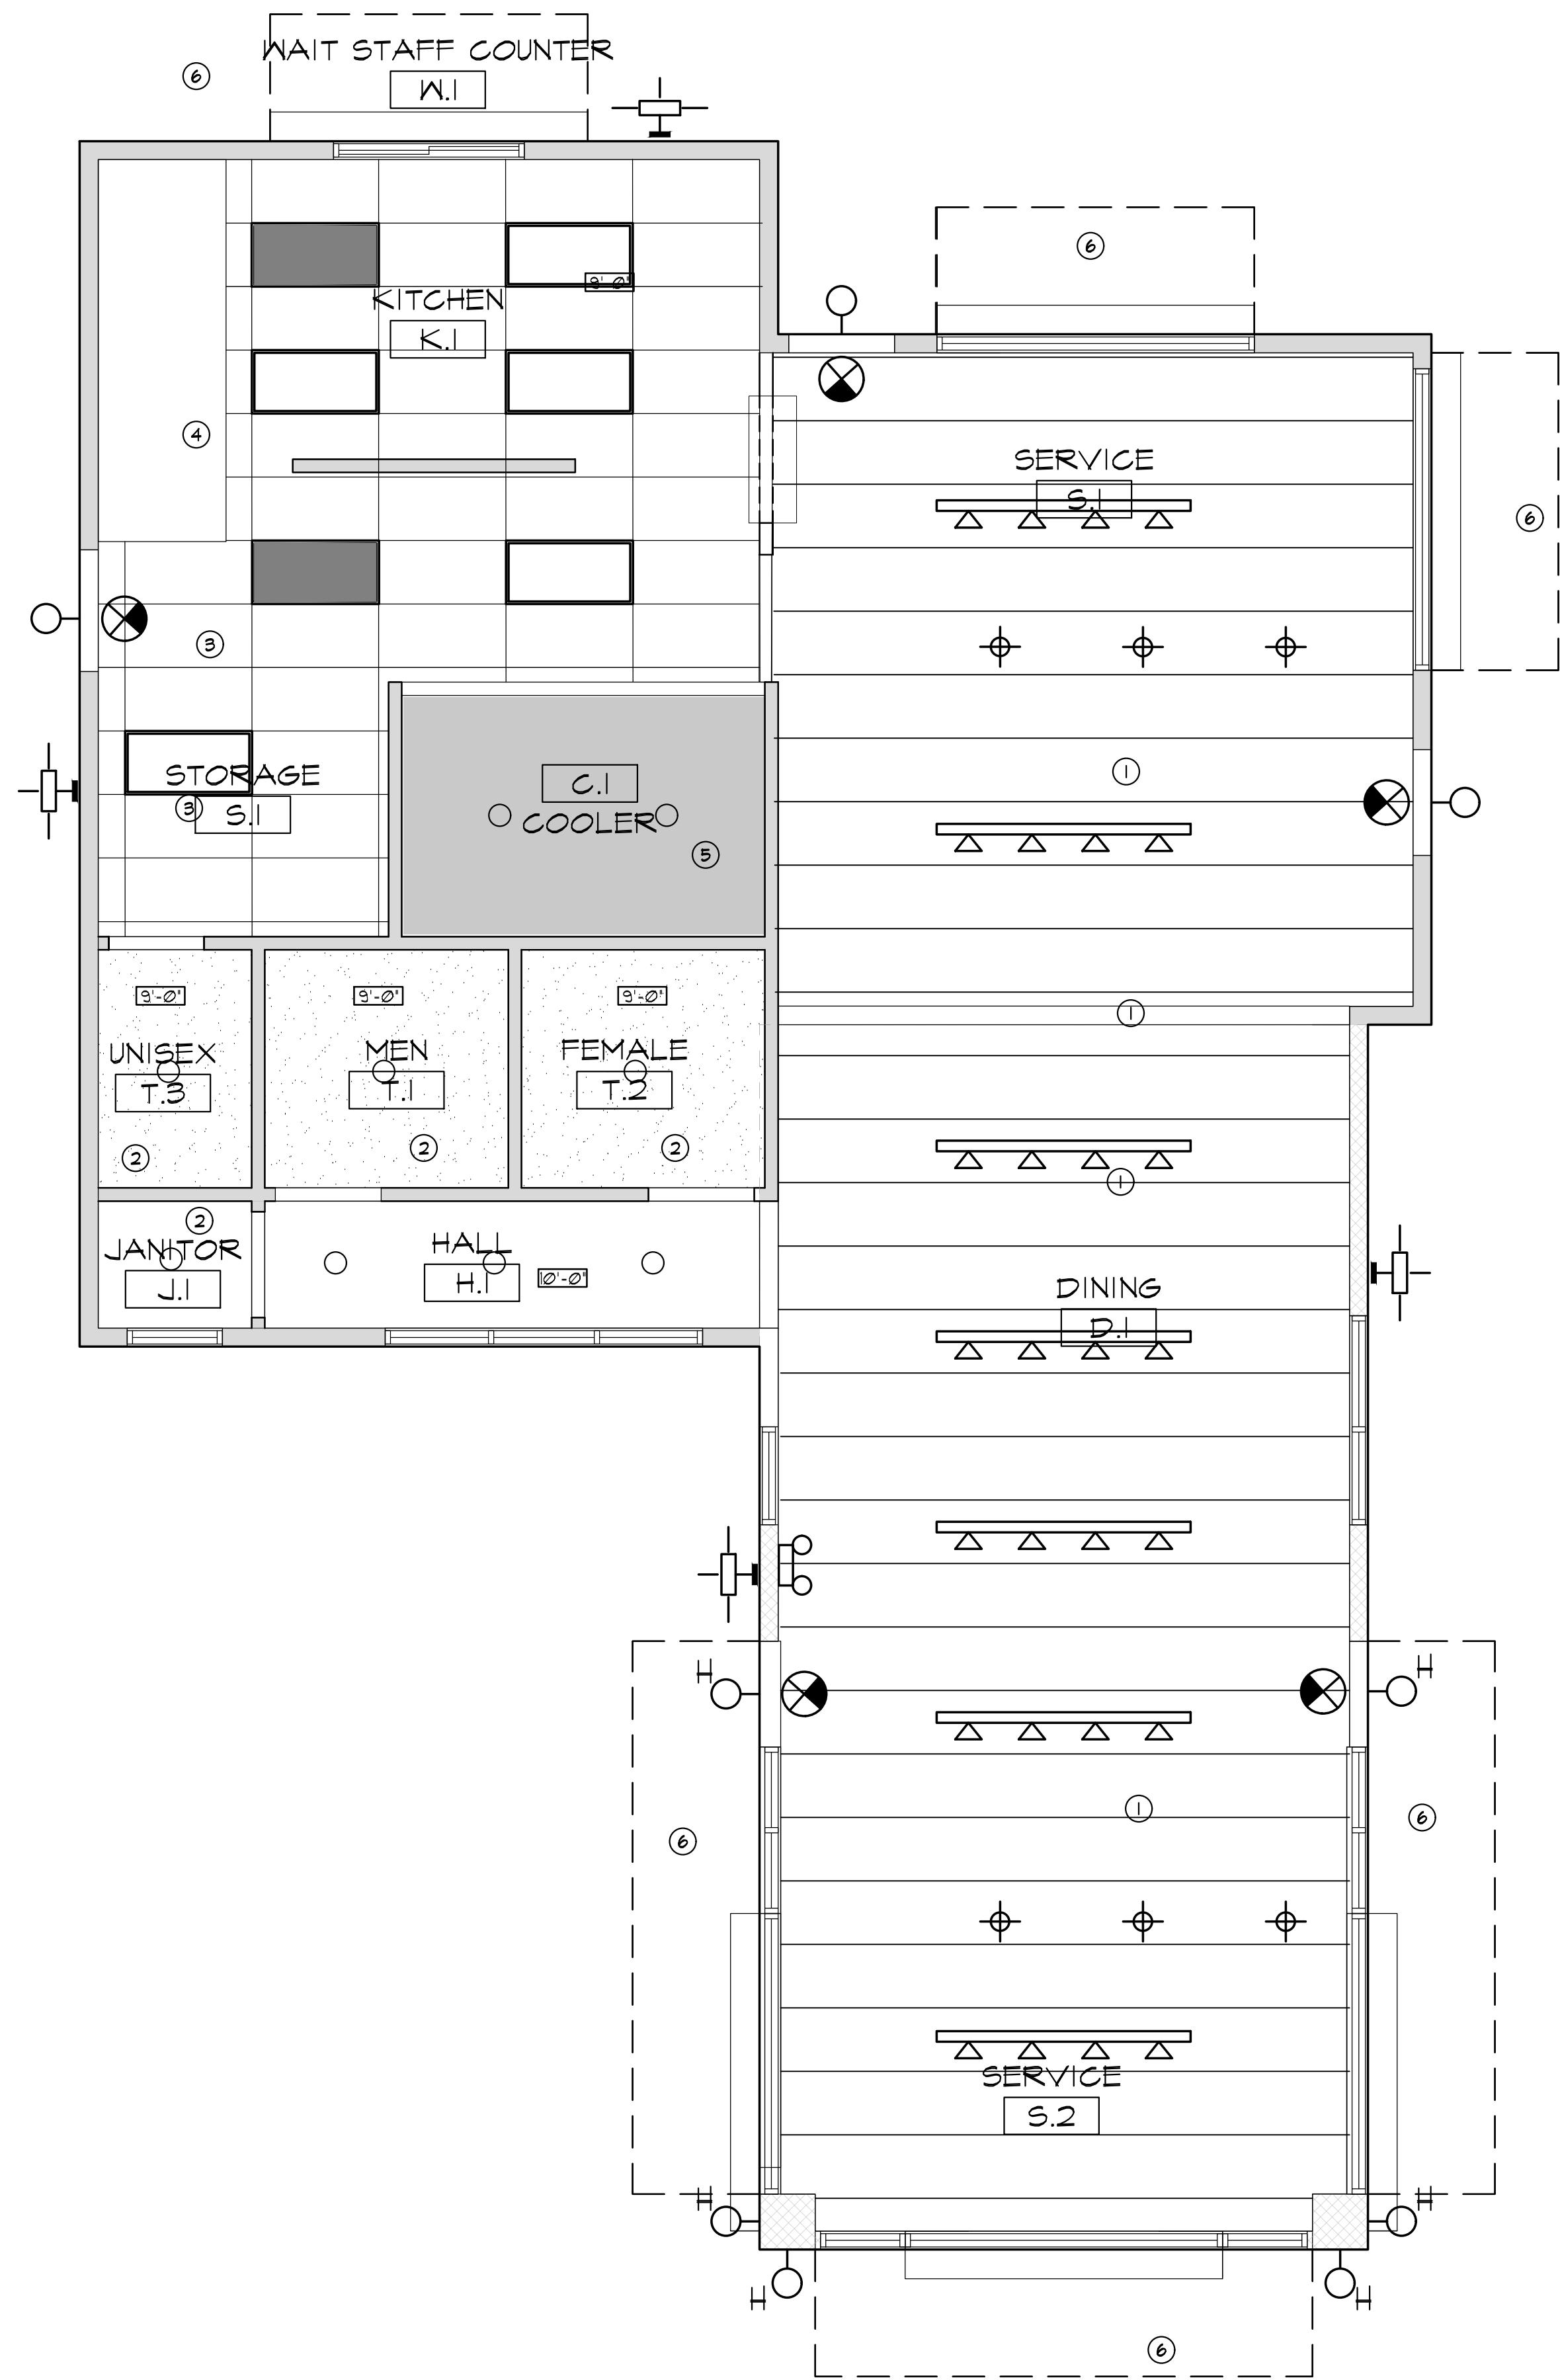 WAIT STAFF COUNTER
W.1
6
6
8'-0"
KITCHEN
K.1
4
SERVICE
S.1
6
3
STORAGE
3
S.1
C.1
COOLER
5
1
9'-0"
9'-0"
9'-0"
1
UNISEX
T.3
MEN
T.1
FEMALE
T.2
2
2
2
1
2
JANITOR
J.1
HALL
H.1
10'-0"
DINING
D.1
H
H
1
6
6
SERVICE
S.2
H
H
H
H
6